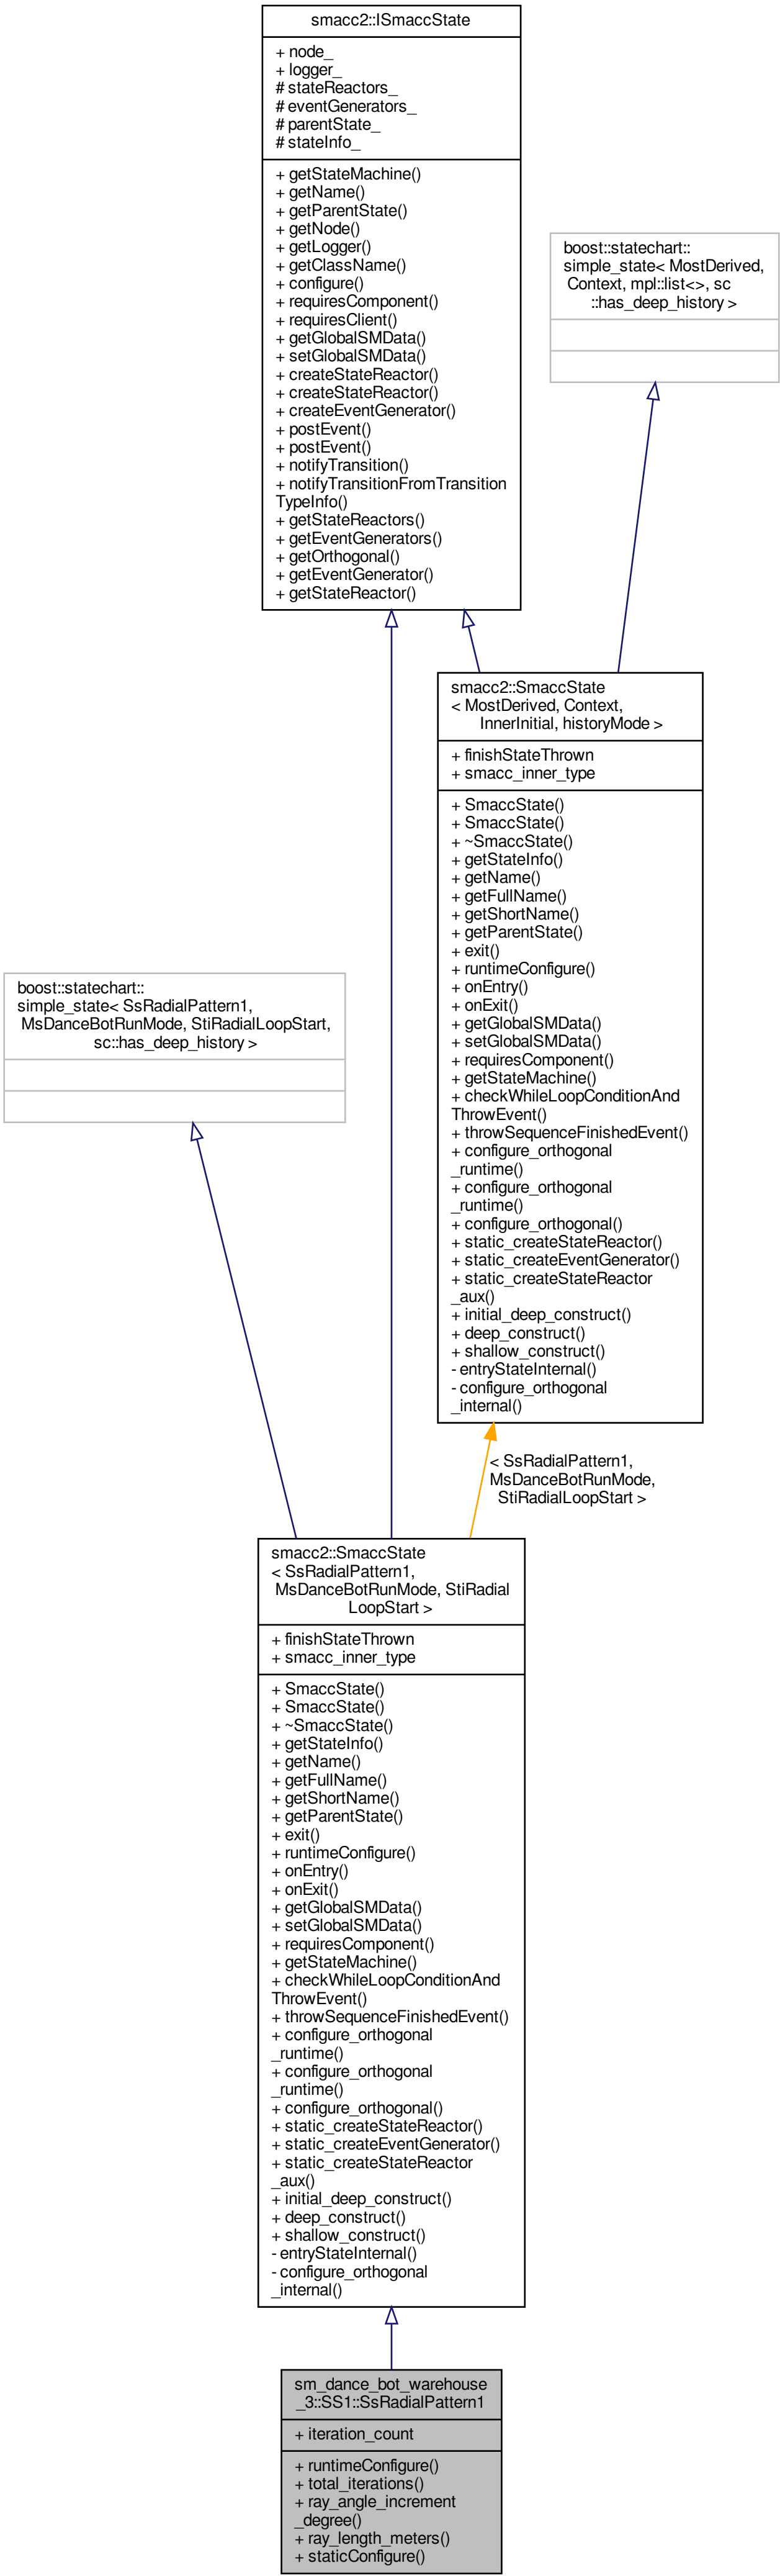 smacc2::ISmaccState
+ node_
+ logger_
# stateReactors_
# eventGenerators_
# parentState_
# stateInfo_
+ getStateMachine()
+ getName()
+ getParentState()
+ getNode()
+ getLogger()
+ getClassName()
+ configure()
+ requiresComponent()
+ requiresClient()
+ getGlobalSMData()
+ setGlobalSMData()
+ createStateReactor()
+ createStateReactor()
+ createEventGenerator()
+ postEvent()
+ postEvent()
+ notifyTransition()
+ notifyTransitionFromTransition
TypeInfo()
+ getStateReactors()
+ getEventGenerators()
+ getOrthogonal()
+ getEventGenerator()
+ getStateReactor()
boost::statechart::
simple_state< MostDerived,
Context, mpl::list<>, sc
::has_deep_history >
smacc2::SmaccState
< MostDerived, Context,
InnerInitial, historyMode >
+ finishStateThrown
+ smacc_inner_type
+ SmaccState()
+ SmaccState()
+ ~SmaccState()
+ getStateInfo()
+ getName()
+ getFullName()
+ getShortName()
+ getParentState()
+ exit()
+ runtimeConfigure()
+ onEntry()
+ onExit()
+ getGlobalSMData()
+ setGlobalSMData()
+ requiresComponent()
+ getStateMachine()
+ checkWhileLoopConditionAnd
ThrowEvent()
+ throwSequenceFinishedEvent()
+ configure_orthogonal
_runtime()
+ configure_orthogonal
_runtime()
+ configure_orthogonal()
+ static_createStateReactor()
+ static_createEventGenerator()
+ static_createStateReactor
_aux()
+ initial_deep_construct()
+ deep_construct()
+ shallow_construct()
- entryStateInternal()
- configure_orthogonal
_internal()
boost::statechart::
simple_state< SsRadialPattern1,
MsDanceBotRunMode, StiRadialLoopStart,
sc::has_deep_history >
< SsRadialPattern1,
MsDanceBotRunMode,
StiRadialLoopStart >
smacc2::SmaccState
< SsRadialPattern1,
MsDanceBotRunMode, StiRadial
LoopStart >
+ finishStateThrown
+ smacc_inner_type
+ SmaccState()
+ SmaccState()
+ ~SmaccState()
+ getStateInfo()
+ getName()
+ getFullName()
+ getShortName()
+ getParentState()
+ exit()
+ runtimeConfigure()
+ onEntry()
+ onExit()
+ getGlobalSMData()
+ setGlobalSMData()
+ requiresComponent()
+ getStateMachine()
+ checkWhileLoopConditionAnd
ThrowEvent()
+ throwSequenceFinishedEvent()
+ configure_orthogonal
_runtime()
+ configure_orthogonal
_runtime()
+ configure_orthogonal()
+ static_createStateReactor()
+ static_createEventGenerator()
+ static_createStateReactor
_aux()
+ initial_deep_construct()
+ deep_construct()
+ shallow_construct()
- entryStateInternal()
- configure_orthogonal
_internal()
sm_dance_bot_warehouse
_3::SS1::SsRadialPattern1
+ iteration_count
+ runtimeConfigure()
+ total_iterations()
+ ray_angle_increment
_degree()
+ ray_length_meters()
+ staticConfigure()